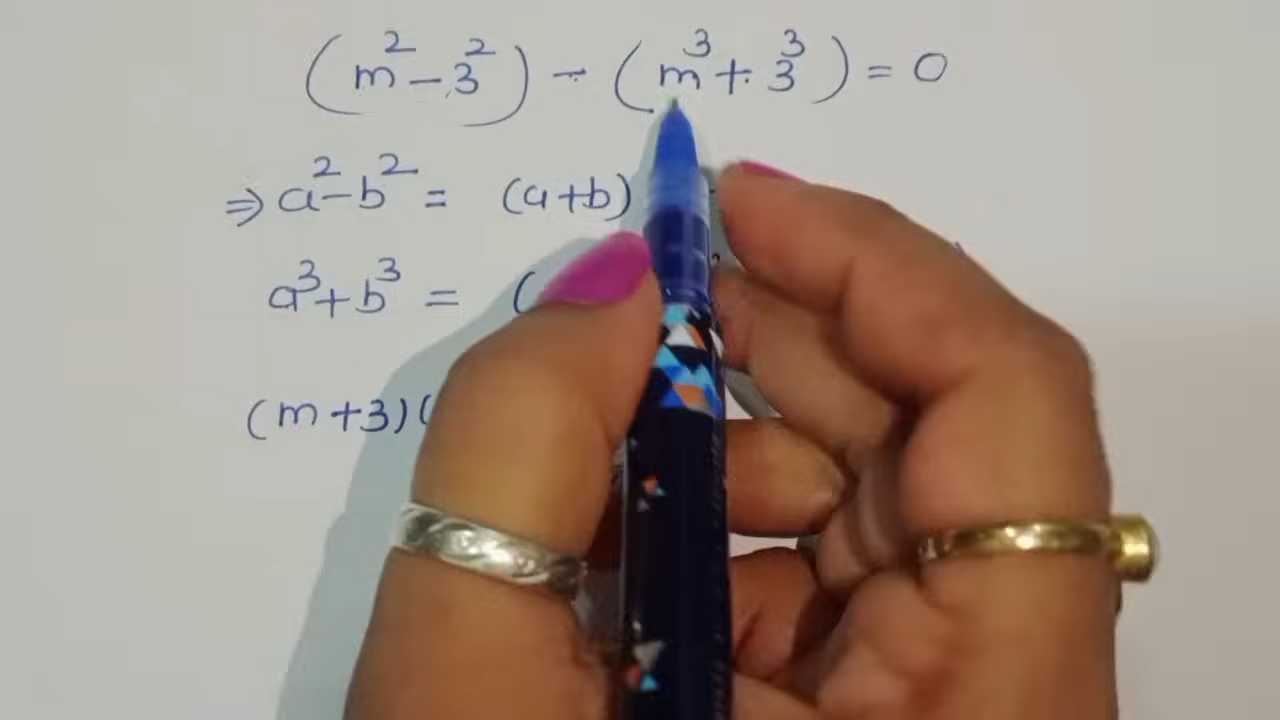 (m² - 3²) - (m³ + 3³) = 0
⇒ a² - b² = (a + b)
a³ + b³ = (
(m + 3)(